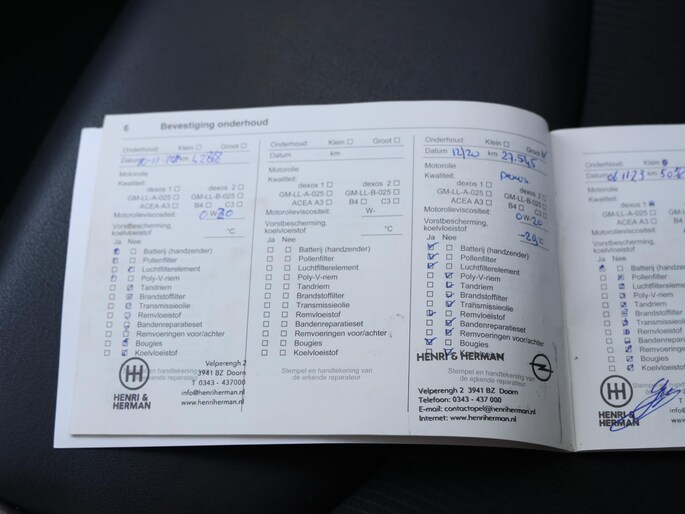 6 Bevestiging onderhoud
Onderhoud: Klein Groot
Datum km
Motorolie
Kwaliteit:
dexos 1 dexos 2
GM-LL-A-025 GM-LL-B-025
ACEA A3 B4 C3
Motorolieviscositeit:
0 W-
Vorstbescherming,
koelvloeistof °C
Ja Nee
Batterij (handzender)
Pollenfilter
Luchtfilterelement
Poly-V-riem
Tandriem
Brandstoffilter
Transmissieolie
Remvloeistof
Bandenreparatieset
Remvoeringen voor/achter
Bougies
Koelvloeistof
Velperengh 2
3941 BZ Doorn
T 0343 - 437000
info@henriherman.nl
www.henriherman.nl
HENRI &
HERMAN
Onderhoud: Klein Groot
Datum km
Motorolie
Kwaliteit:
dexos 1 dexos 2
GM-LL-A-025 GM-LL-B-025
ACEA A3 B4 C3
Motorolieviscositeit:
W-
Vorstbescherming,
koelvloeistof °C
Ja Nee
Batterij (handzender)
Pollenfilter
Luchtfilterelement
Poly-V-riem
Tandriem
Brandstoffilter
Transmissieolie
Remvloeistof
Bandenreparatieset
Remvoeringen voor/achter
Bougies
Koelvloeistof
Stempel en handtekening van
de erkende reparateur
Onderhoud: Klein Groot
Datum 12/20 km 27.545
Motorolie
Kwaliteit: dexos
dexos 1 dexos 2
GM-LL-A-025 GM-LL-B-025
ACEA A3 B4 C3
Motorolieviscositeit:
0 W-20
Vorstbescherming,
koelvloeistof °C
Ja Nee
Batterij (handzender)
Pollenfilter
Luchtfilterelement
Poly-V-riem
Tandriem
Brandstoffilter
Transmissieolie
Remvloeistof
Bandenreparatieset
Remvoeringen voor/achter
Bougies
HENRI & HERMAN
Stempel en handtekening van
de erkende reparateur
Velperengh 2 3941 BZ Doorn
Telefoon: 0343 - 437 000
E-mail: contactopel@henriherman.nl
Internet: www.henriherman.nl
Onderhoud: Klein
Datum
Motorolie
Kwaliteit:
dexos 1
GM-LL-A-025
ACEA A3
Motorolieviscositeit:
Vorstbescherming,
koelvloeistof
Ja Nee
Batterij (handz
Pollenfilter
Luchtfilterelem
Poly-V-riem
Tandriem
Brandstoffilter
Transmissieolie
Remvloeistof
Bandenreparat
Remvoeringen
Bougies
Koelvloeistof
HENRI &
HERMAN